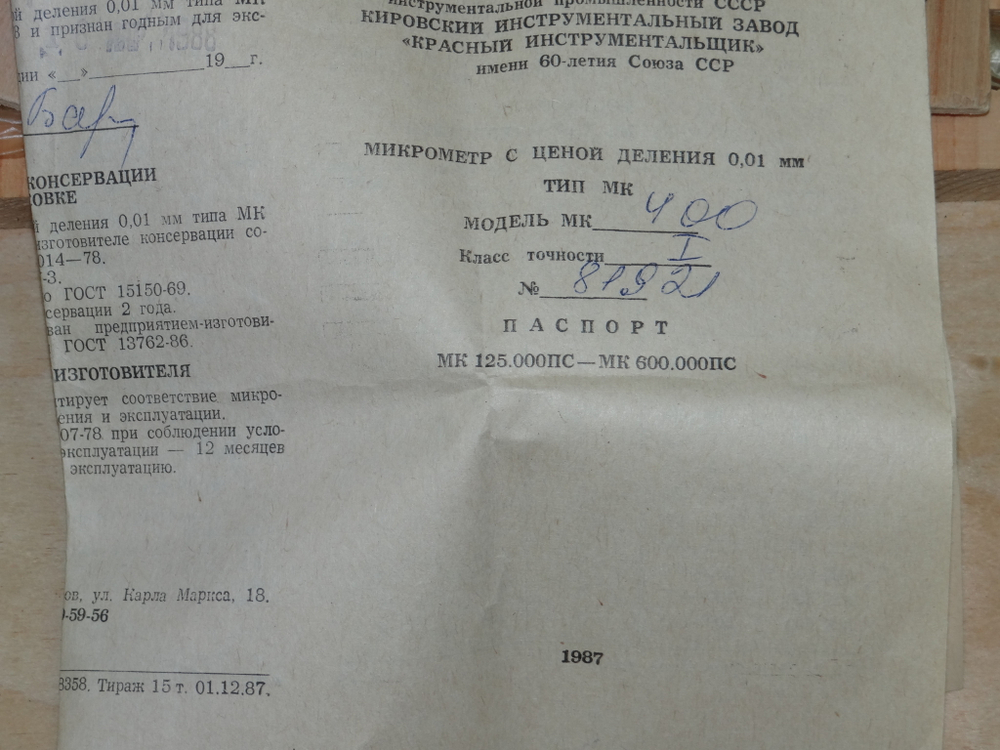 деления 0,01 мм типа МК
и признан годным для экс-
« » 19 г.
КОНСЕРВАЦИИ
ОВКЕ
деления 0,01 мм типа МК
изготовителе консервации со-
014—78.
-3.
о ГОСТ 15150-69.
сервации 2 года.
ван предприятием-изготови-
ГОСТ 13762-86.
ИЗГОТОВИТЕЛЯ
тирует соответствие микро-
ения и эксплуатации.
07-78 при соблюдении усло-
эксплуатации — 12 месяцев
эксплуатацию.
ов, ул. Карла Маркса, 18.
-59-56
8358. Тираж 15 т. 01.12.87.
инструментальной промышленности СССР
КИРОВСКИЙ ИНСТРУМЕНТАЛЬНЫЙ ЗАВОД
«КРАСНЫЙ ИНСТРУМЕНТАЛЬЩИК»
имени 60-летия Союза ССР
МИКРОМЕТР С ЦЕНОЙ ДЕЛЕНИЯ 0,01 мм
ТИП МК
МОДЕЛЬ МК 400
Класс точности I
№ 81921
ПАСПОРТ
МК 125.000ПС—МК 600.000ПС
1987